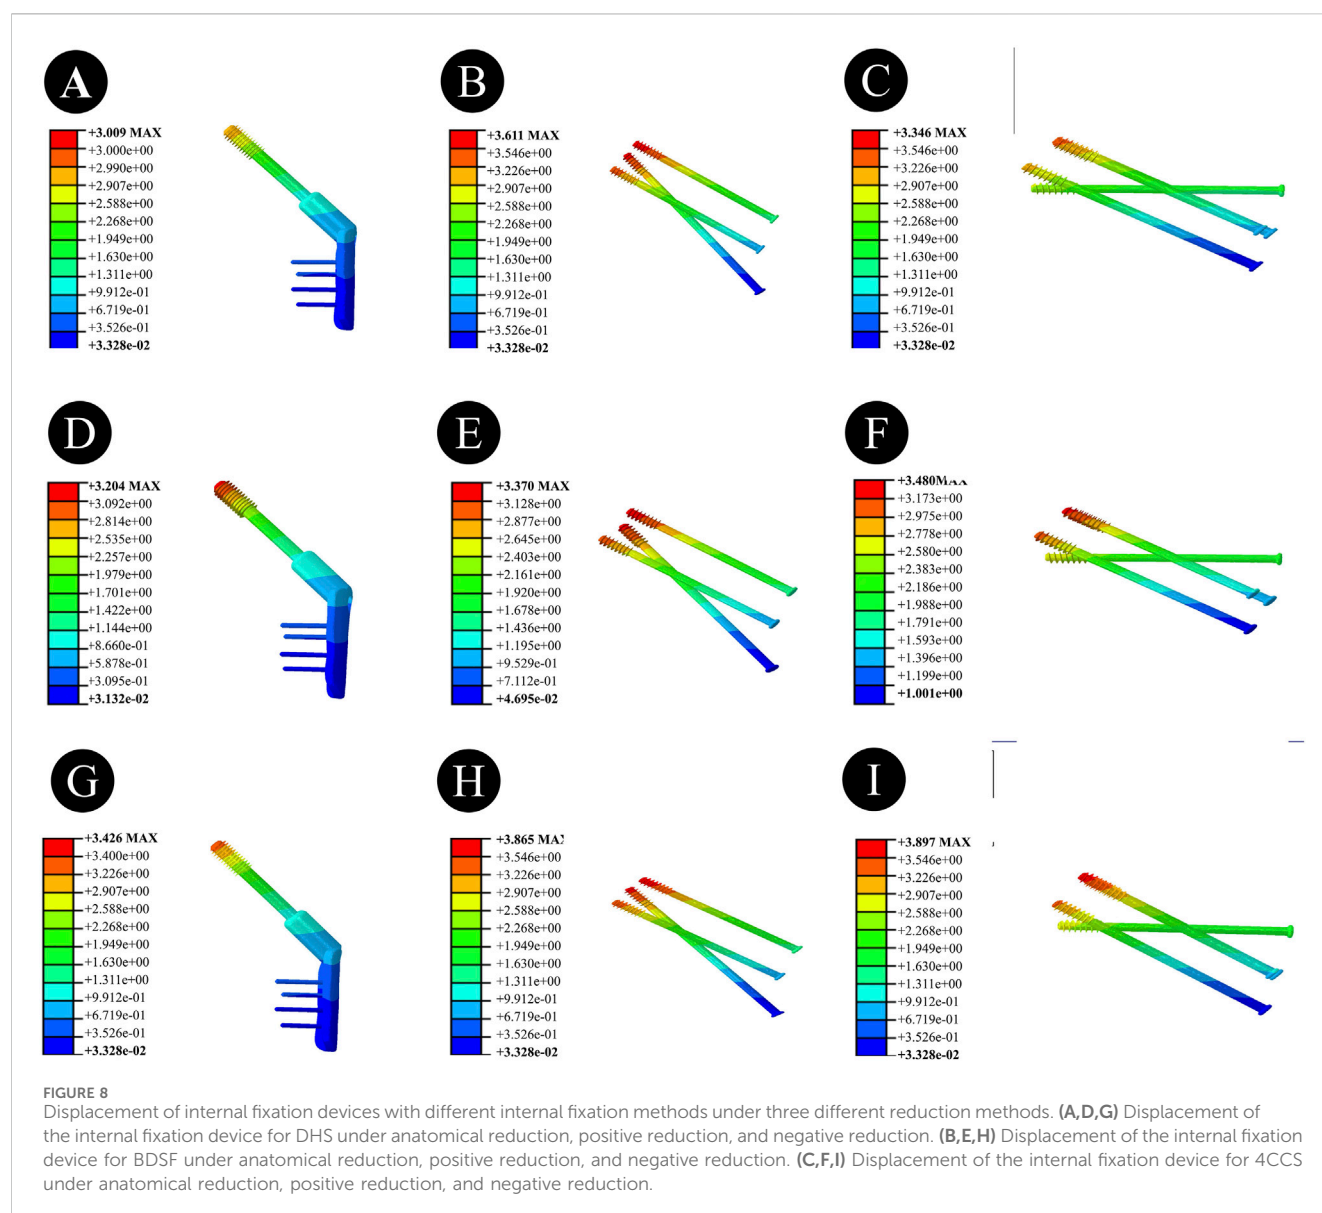 A
+3.009 MAX
+3.000e+00
+2.990e+00
+2.907e+00
+2.588e+00
+2.268e+00
+1.949e+00
+1.630e+00
+1.311e+00
+9.912e-01
+6.719e-01
+3.526e-01
+3.328e-02
B
+3.611 MAX
+3.546e+00
+3.226e+00
+2.907e+00
+2.588e+00
+2.268e+00
+1.949e+00
+1.630e+00
+1.311e+00
+9.912e-01
+6.719e-01
+3.526e-01
+3.328e-02
C
+3.346 MAX
+3.546e+00
+3.226e+00
+2.907e+00
+2.588e+00
+2.268e+00
+1.949e+00
+1.630e+00
+1.311e+00
+9.912e-01
+6.719e-01
+3.526e-01
+3.328e-02
D
+3.204 MAX
+3.092e+00
+2.814e+00
+2.535e+00
+2.257e+00
+1.979e+00
+1.701e+00
+1.422e+00
+1.144e+00
+8.660e-01
+5.878e-01
+3.095e-01
+3.132e-02
E
+3.370 MAX
+3.128e+00
+2.877e+00
+2.645e+00
+2.403e+00
+2.161e+00
+1.920e+00
+1.678e+00
+1.436e+00
+1.195e+00
+9.529e-01
+7.112e-01
+4.695e-02
F
+3.480MAX
+3.173e+00
+2.975e+00
+2.778e+00
+2.580e+00
+2.383e+00
+2.186e+00
+1.988e+00
+1.791e+00
+1.593e+00
+1.396e+00
+1.199e+00
+1.001e+00
G
+3.426 MAX
+3.400e+00
+3.226e+00
+2.907e+00
+2.588e+00
+2.268e+00
+1.949e+00
+1.630e+00
+1.311e+00
+9.912e-01
+6.719e-01
+3.526e-01
+3.328e-02
H
+3.865 MA
+3.546e+00
+3.226e+00
+2.907e+00
+2.588e+00
+2.268e+00
+1.949e+00
+1.630e+00
+1.311e+00
+9.912e-01
+6.719e-01
+3.526e-01
+3.328e-02
I
+3.897 MAX
+3.546e+00
+3.226e+00
+2.907e+00
+2.588e+00
+2.268e+00
+1.949e+00
+1.630e+00
+1.311e+00
+9.912e-01
+6.719e-01
+3.526e-01
+3.328e-02
FIGURE 8
Displacement of internal fixation devices with different internal fixation methods under three different reduction methods. (A,D,G) Displacement of
the internal fixation device for DHS under anatomical reduction, positive reduction, and negative reduction. (B,E,H) Displacement of the internal fixation
device for BDSF under anatomical reduction, positive reduction, and negative reduction. (C,F,I) Displacement of the internal fixation device for 4CCS
under anatomical reduction, positive reduction, and negative reduction.